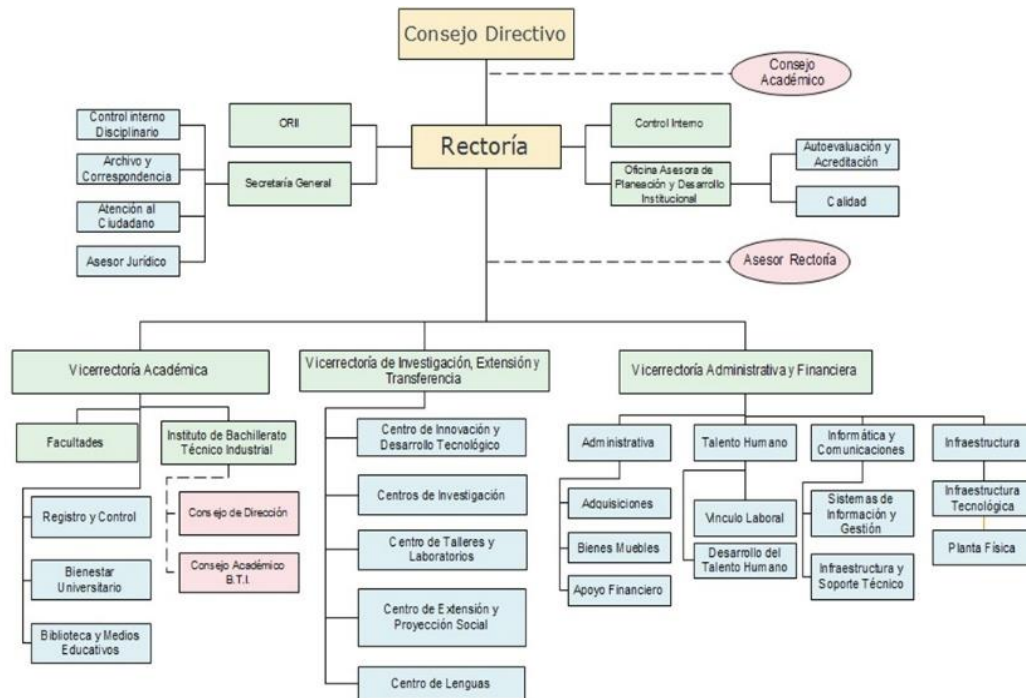 Consejo Directivo
Consejo
Académico
Control interno
Disciplinario
ORII
Rectoría
Control Interno
Autoevaluación y
Acreditación
Archivo y
Correspondencia
Secretaría General
Oficina Asesora de
Planeación y Desarrollo
Institucional
Calidad
Atención al
Ciudadano
Asesor Jurídico
Asesor Rectoría
Vicerrectoría Académica
Vicerrectoría de Investigación, Extensión y
Transferencia
Vicerrectoría Administrativa y Financiera
Facultades
Instituto de Bachillerato
Técnico Industrial
Registro y Control
Consejo de Dirección
Bienestar
Universitario
Consejo Académico
B.T.I.
Biblioteca y Medios
Educativos
Centro de Innovación y
Desarrollo Tecnológico
Centros de Investigación
Centro de Talleres y
Laboratorios
Centro de Extensión y
Proyección Social
Centro de Lenguas
Administrativa
Adquisiciones
Bienes Muebles
Apoyo Financiero
Talento Humano
Vinculo Laboral
Desarrollo del
Talento Humano
Informática y
Comunicaciones
Sistemas de
Información y
Gestión
Infraestructura y
Soporte Técnico
Infraestructura
Infraestructura
Tecnológica
Planta Física